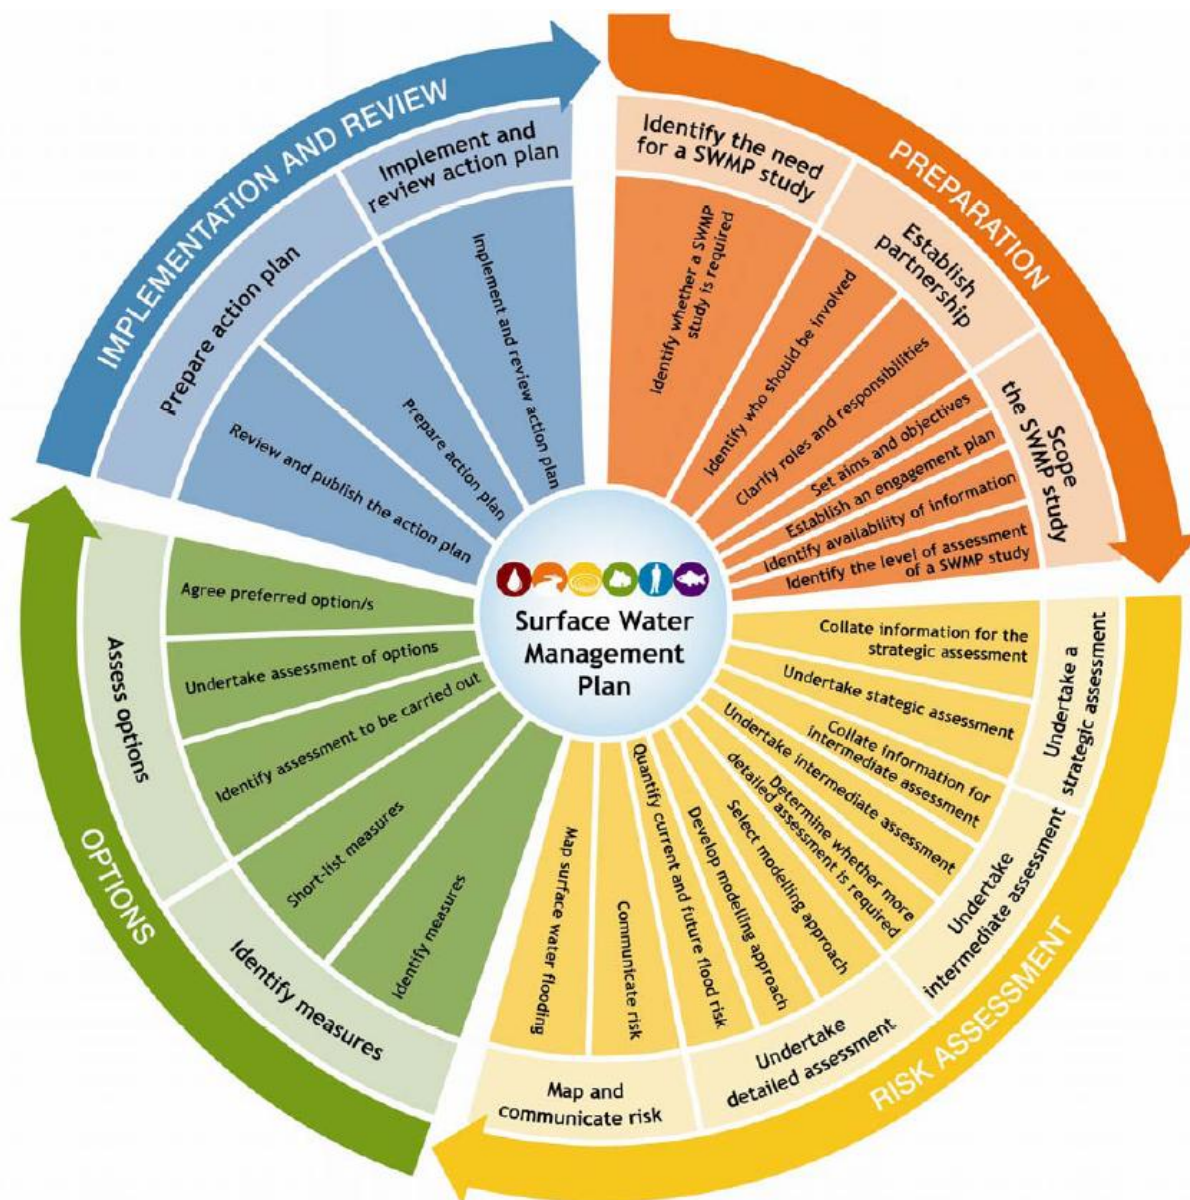 PREPARATION
Identify the need
for a SWMP study
Identify whether a SWMP
study is required
Establish
partnership
Identify who should be involved
Clarify roles and responsibilities
Scope
the SWMP study
Set aims and objectives
Establish an engagement plan
Identify availability of information
Identify the level of assessment
of a SWMP study
RISK ASSESSMENT
Undertake a
strategic assessment
Collate information for the
strategic assessment
Undertake stategic assessment
Undertake
intermediate assessment
Collate information for
intermediate assessment
Undertake intermediate assessment
Determine whether more
detailed assessment is required
Undertake
detailed assessment
Select modelling approach
Develop modelling approach
Quantify current and future flood risk
Map and
communicate risk
Communicate risk
Map surface water flooding
OPTIONS
Identify measures
Identify measures
Short-list measures
Assess options
Identify assessment to be carried out
Undertake assessment of options
Agree preferred option/s
IMPLEMENTATION AND REVIEW
Prepare action plan
Review and publish the action plan
Prepare action plan
Implement and
review action plan
Implement and review action plan
Surface Water
Management
Plan